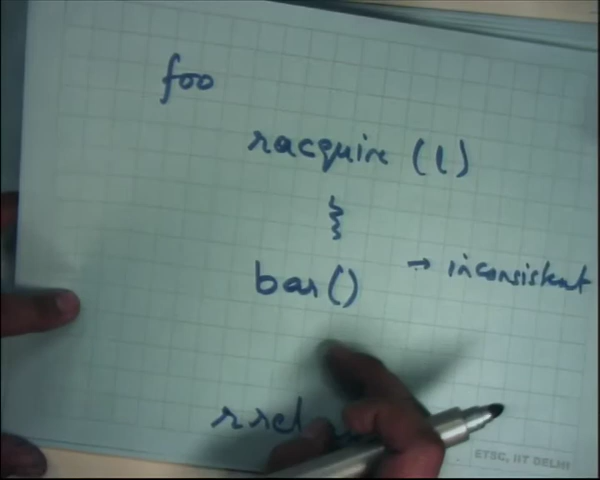 foo
racquire (l)
→ inconsistent
bar()
ETSC, IIT DELHI